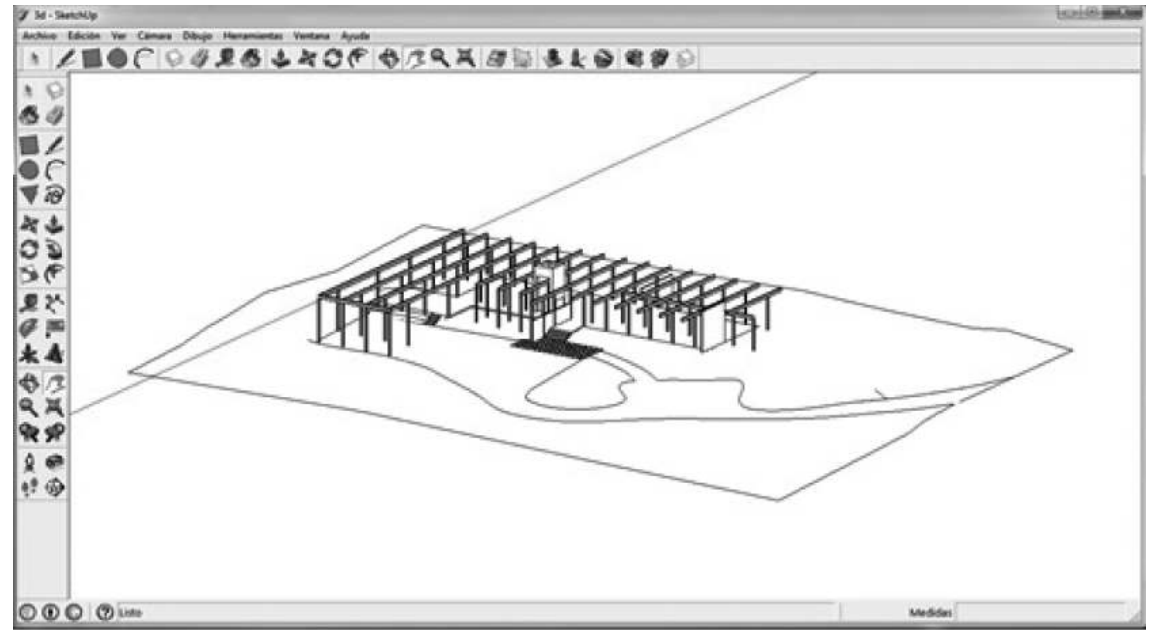 3d - SketchUp
Archivo Edición Ver Cámara Dibujo Herramientas Ventana Ayuda
Listo
Medidas